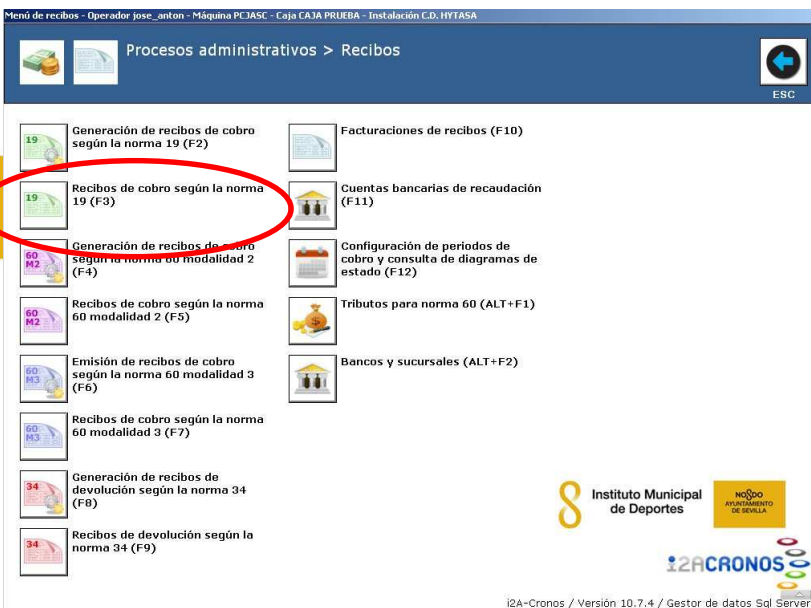 Menú de recibos - Operador jose_anton - Máquina PCJASC - Caja CAJA PRUEBA - Instalación C.D. HYTASA
Procesos administrativos > Recibos
ESC
19
Generación de recibos de cobro
según la norma 19 (F2)
19
Recibos de cobro según la norma
19 (F3)
60
M2
Generación de recibos de cobro
según la norma 60 modalidad 2
(F4)
60
M2
Recibos de cobro según la norma
60 modalidad 2 (F5)
60
M3
Emisión de recibos de cobro
según la norma 60 modalidad 3
(F6)
60
M3
Recibos de cobro según la norma
60 modalidad 3 (F7)
34
Generación de recibos de
devolución según la norma 34
(F8)
34
Recibos de devolución según la
norma 34 (F9)
Facturaciones de recibos (F10)
Cuentas bancarias de recaudación
(F11)
Configuración de periodos de
cobro y consulta de diagramas de
estado (F12)
Tributos para norma 60 (ALT+F1)
Bancos y sucursales (ALT+F2)
Instituto Municipal
de Deportes
NO8DO
AYUNTAMIENTO
DE SEVILLA
i2ACRONOS
i2A-Cronos / Versión 10.7.4 / Gestor de datos Sql Server